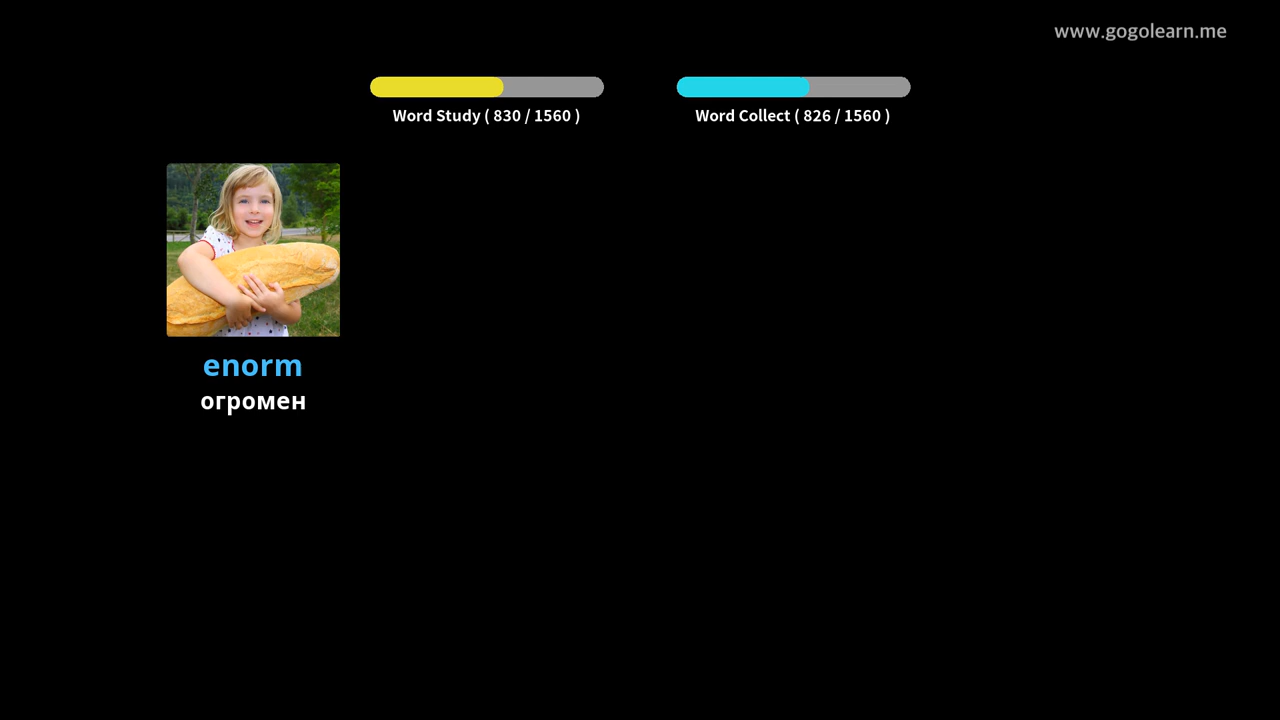 www.gogolearn.me
Word Study ( 830 / 1560 )
Word Collect ( 826 / 1560 )
enorm
огромен